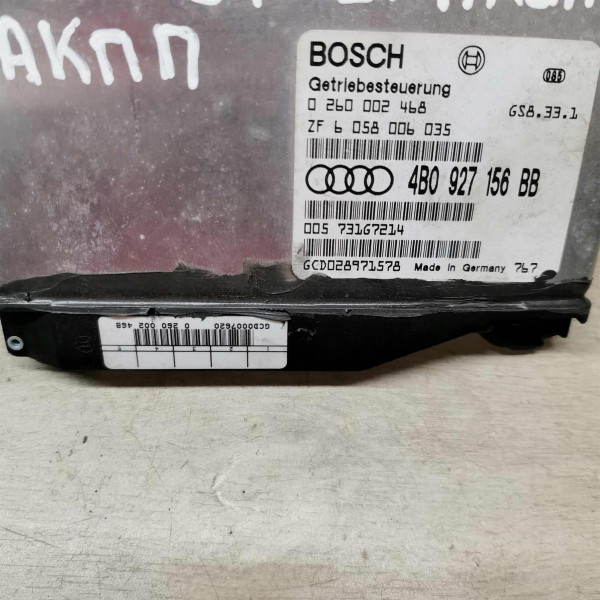 АКПП
BOSCH
Getriebesteuerung
0 260 002 468
GS8.33.1
ZF 6 058 006 035
4B0 927 156 BB
005 73167214
GCD028971578 Made in Germany 767
GCD0007620 0 260 002 468